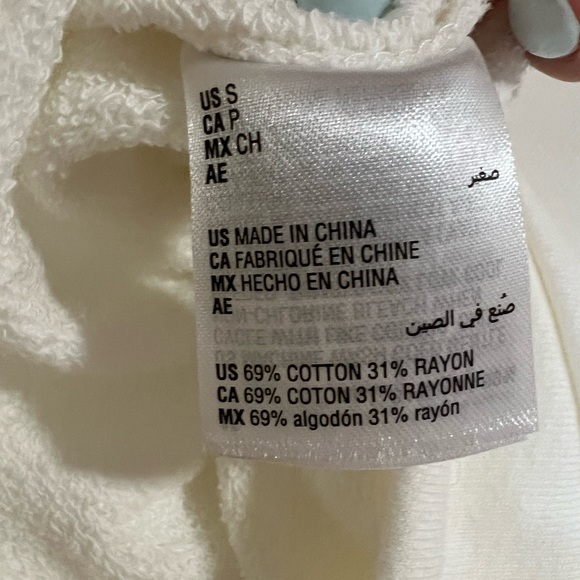 US S
CA P
MX CH
AE صغير
US MADE IN CHINA
CA FABRIQUÉ EN CHINE
MX HECHO EN CHINA
AE صُنع في الصين
US 69% COTTON 31% RAYON
CA 69% COTON 31% RAYONNE
MX 69% algodón 31% rayón